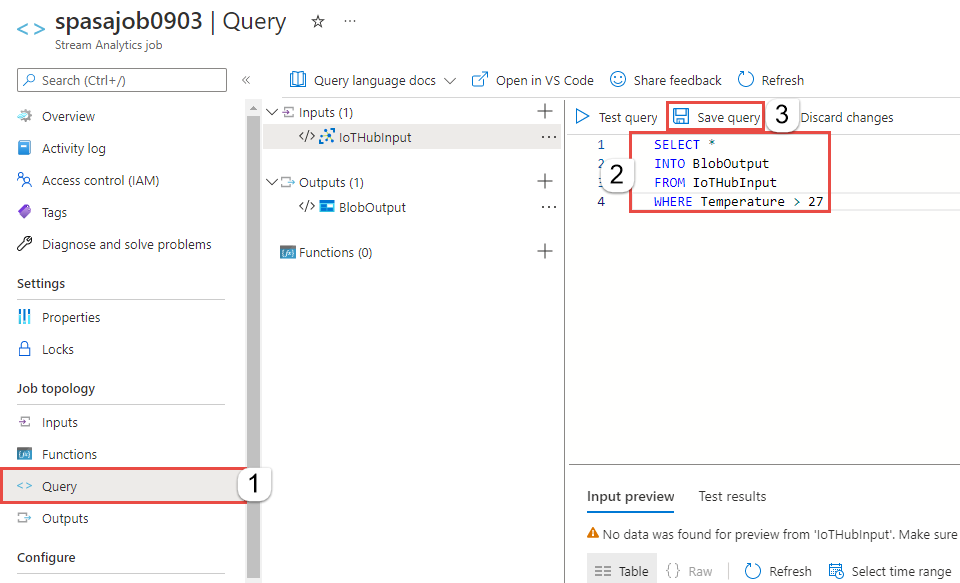 spasajob0903 | Query ☆ ···
Stream Analytics job
Search (Ctrl+/)
«
Overview
Activity log
Access control (IAM)
Tags
Diagnose and solve problems
Settings
Properties
Locks
Job topology
Inputs
Functions
Query
1
Outputs
Configure
Query language docs
Open in VS Code
Share feedback
Refresh
Inputs (1)
IoTHubInput
Outputs (1)
BlobOutput
Functions (0)
Test query
Save query
3
Discard changes
1 SELECT *
2 INTO BlobOutput
2
FROM IoTHubInput
4 WHERE Temperature > 27
Input preview
Test results
No data was found for preview from 'IoTHubInput'. Make sure
Table
{ } Raw
Refresh
Select time range